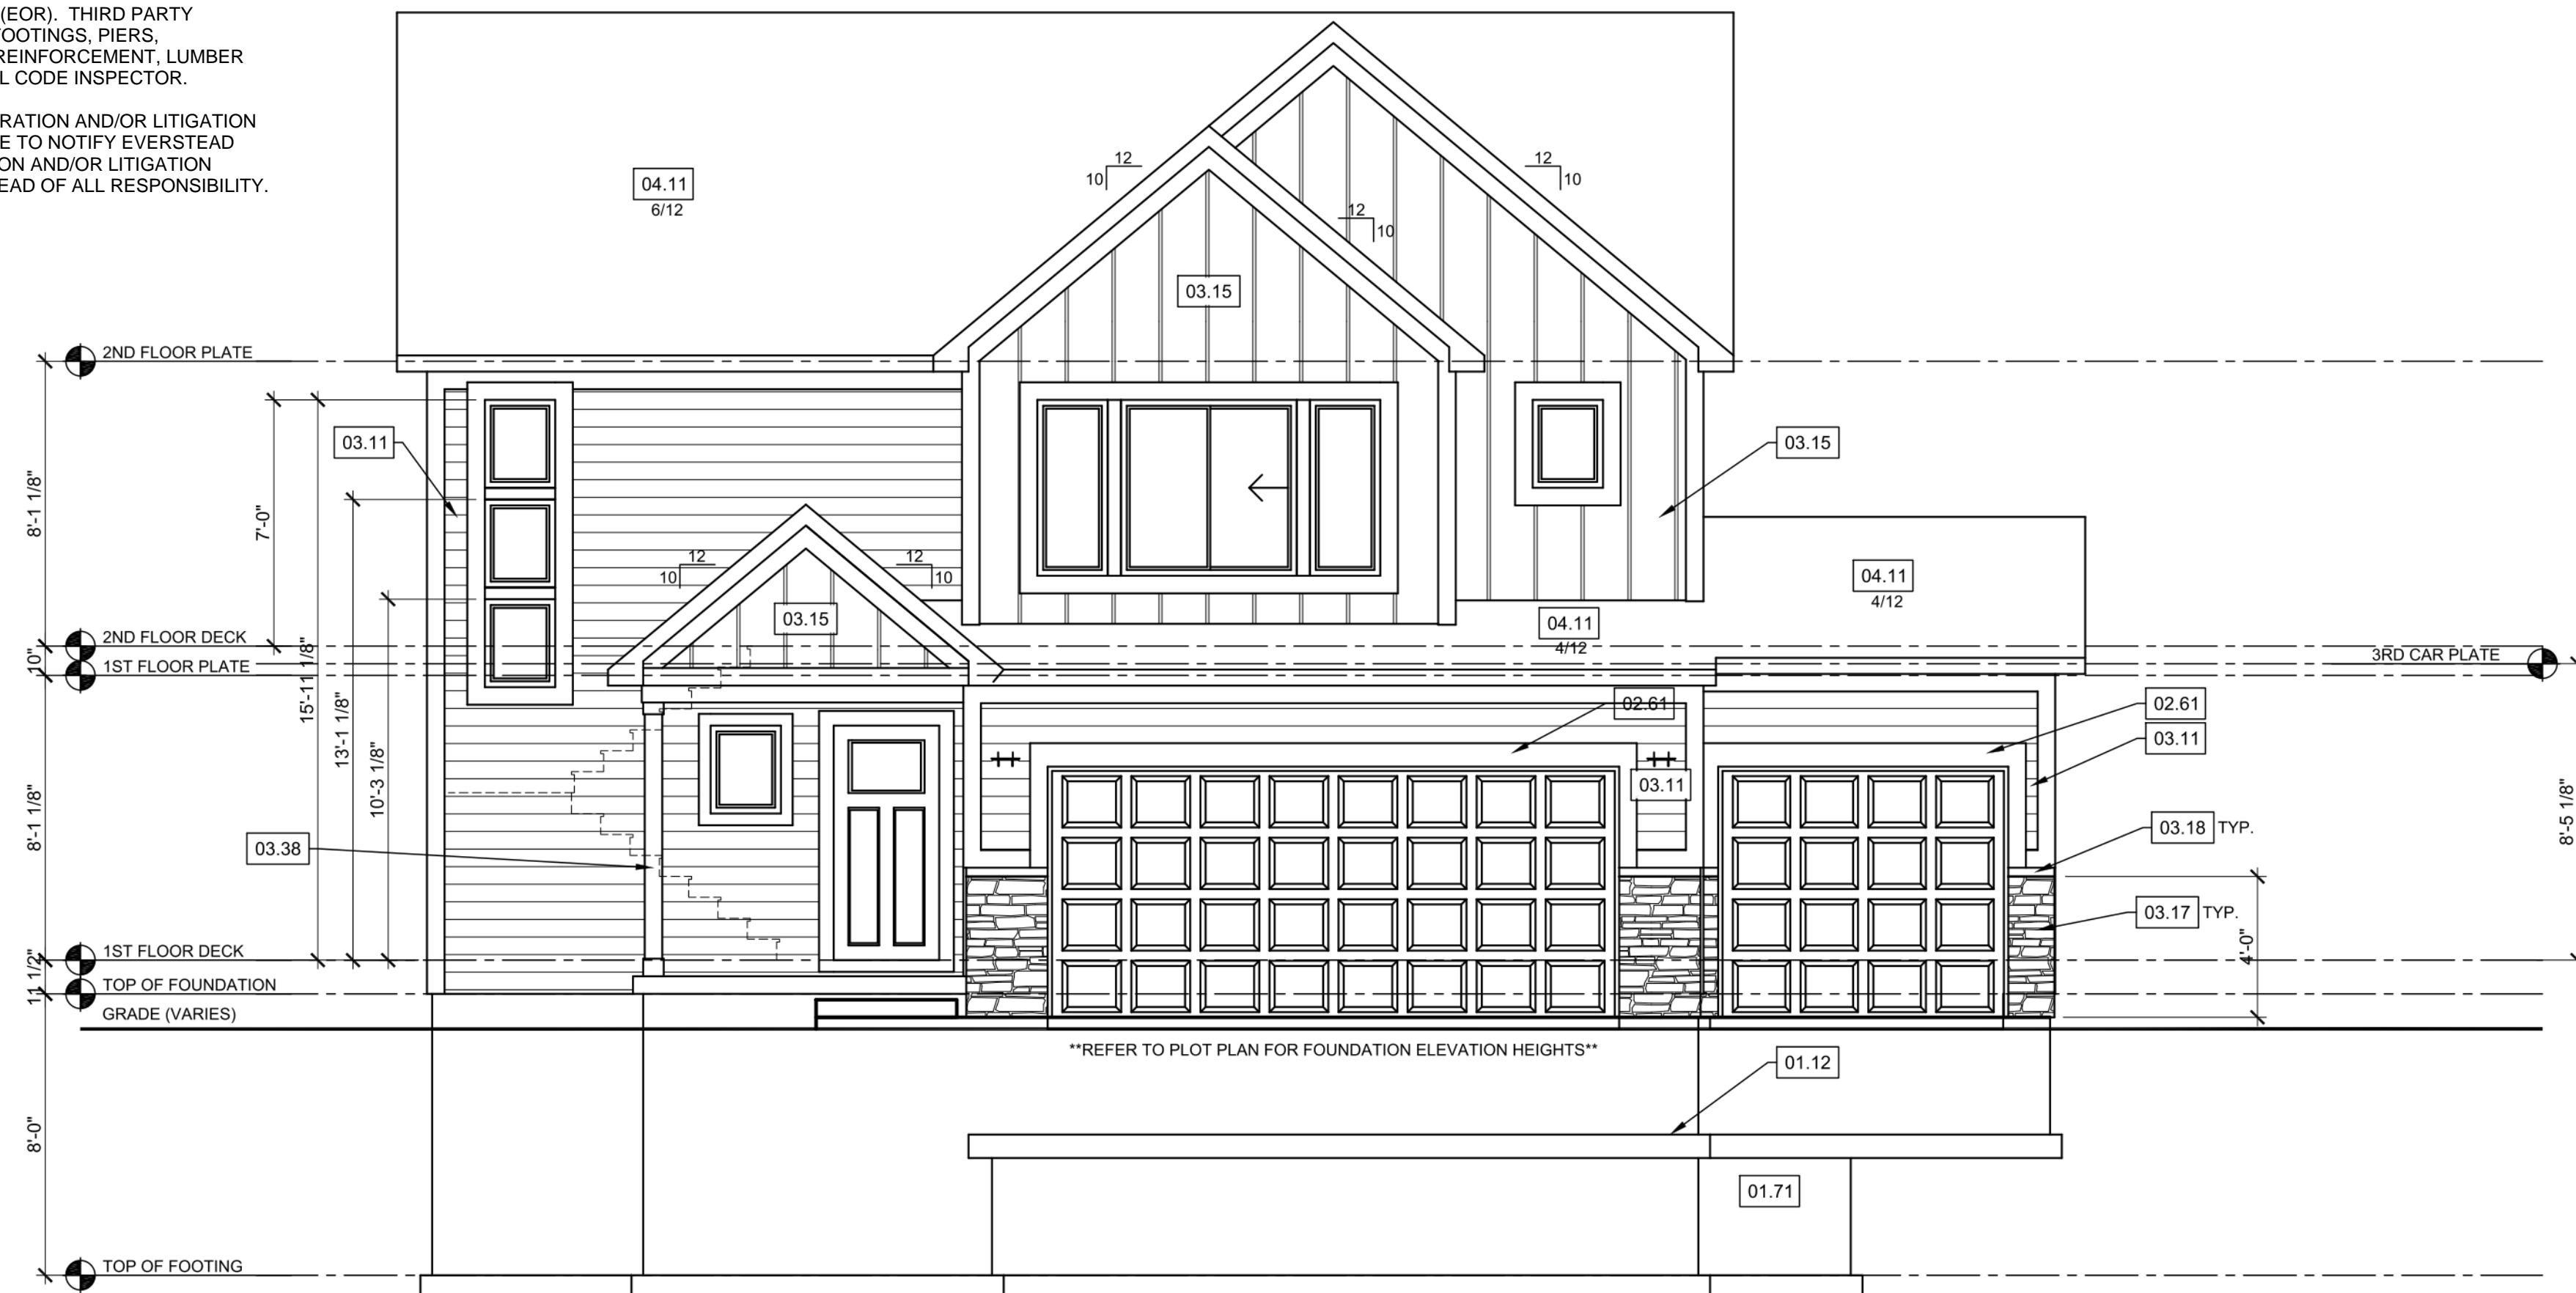 (EOR). THIRD PARTY
FOOTINGS, PIERS,
REINFORCEMENT, LUMBER
L CODE INSPECTOR.
RATION AND/OR LITIGATION
E TO NOTIFY EVERSTEAD
ON AND/OR LITIGATION
EAD OF ALL RESPONSIBILITY.
04.11
6/12
12
10
12
10
12
10
03.15
2ND FLOOR PLATE
03.11
03.15
8'-1 1/8"
7'-0"
12
10
12
10
03.15
04.11
4/12
04.11
4/12
2ND FLOOR DECK
10"
1ST FLOOR PLATE
3RD CAR PLATE
15'-11 1/8"
13'-1 1/8"
10'-3 1/8"
02.61
02.61
03.11
03.11
8'-1 1/8"
8'-5 1/8"
03.38
03.18 TYP.
03.17 TYP.
4'-0"
1ST FLOOR DECK
11 1/2"
TOP OF FOUNDATION
GRADE (VARIES)
**REFER TO PLOT PLAN FOR FOUNDATION ELEVATION HEIGHTS**
01.12
8'-0"
01.71
TOP OF FOOTING